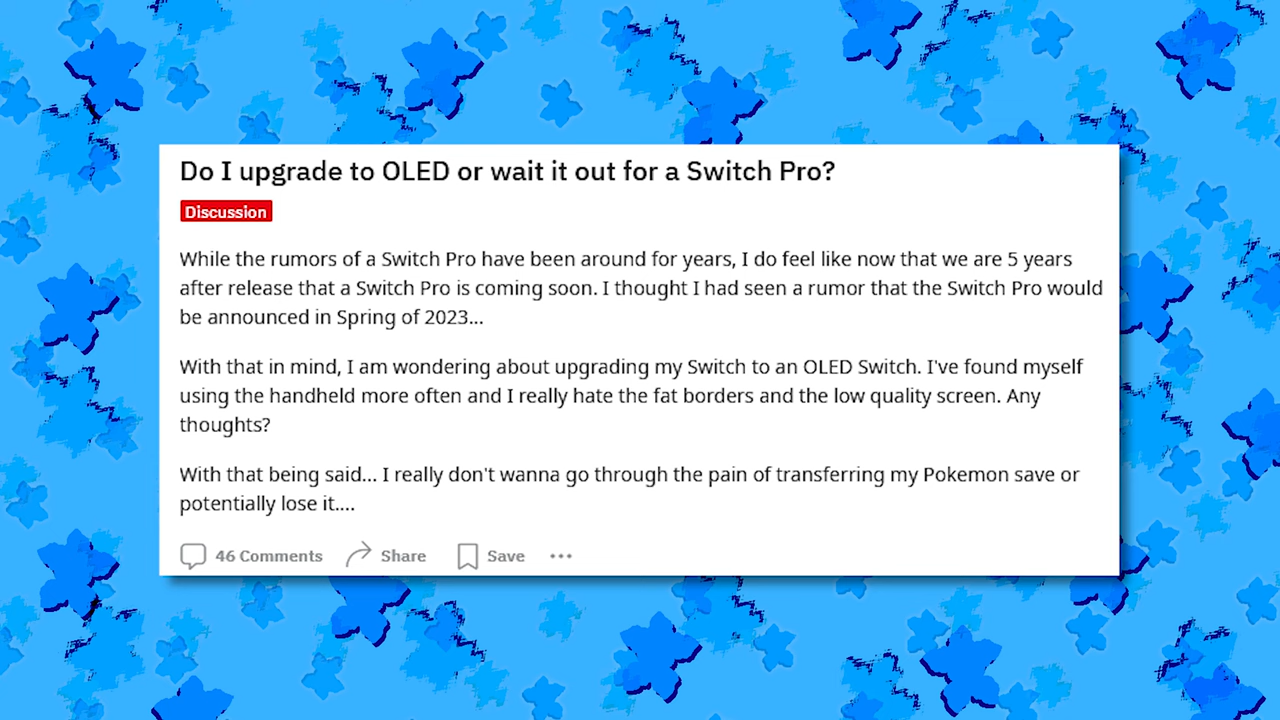 Do I upgrade to OLED or wait it out for a Switch Pro?
Discussion
While the rumors of a Switch Pro have been around for years, I do feel like now that we are 5 years
after release that a Switch Pro is coming soon. I thought I had seen a rumor that the Switch Pro would
be announced in Spring of 2023...
With that in mind, I am wondering about upgrading my Switch to an OLED Switch. I've found myself
using the handheld more often and I really hate the fat borders and the low quality screen. Any
thoughts?
With that being said... I really don't wanna go through the pain of transferring my Pokemon save or
potentially lose it....
46 Comments Share Save